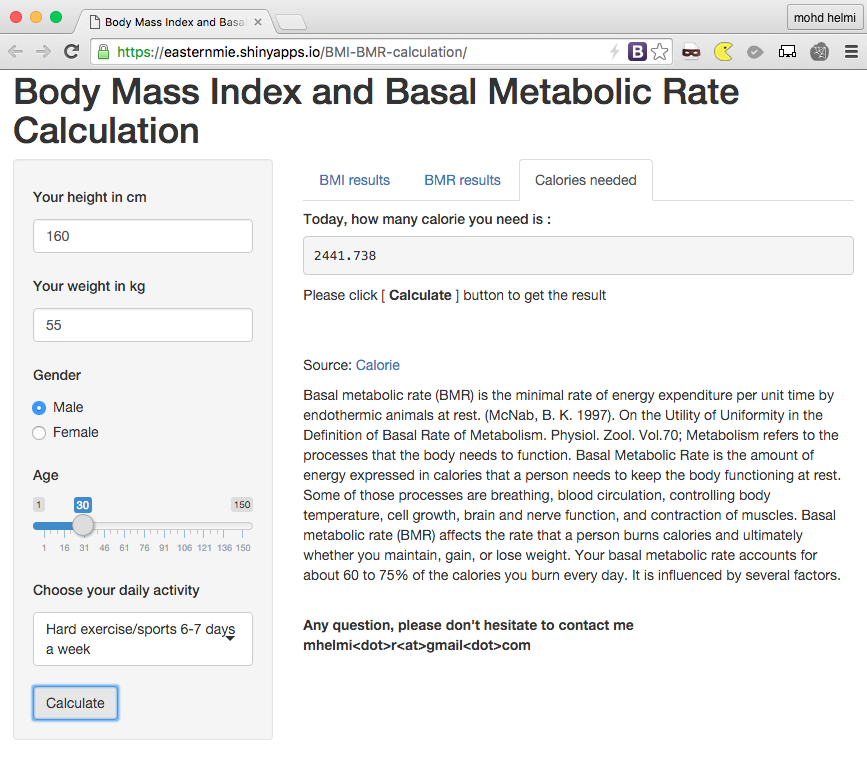 Body Mass Index and Basa
mohd helmi
https://easternmie.shinyapps.io/BMI-BMR-calculation/
B
Body Mass Index and Basal Metabolic Rate
Calculation
Your height in cm
160
Your weight in kg
55
Gender
Male
Female
Age
1 30 150
1 16 31 46 61 76 91 106 121 136 150
Choose your daily activity
Hard exercise/sports 6-7 days
a week
Calculate
BMI results BMR results Calories needed
Today, how many calorie you need is :
2441.738
Please click [ Calculate ] button to get the result
Source: Calorie
Basal metabolic rate (BMR) is the minimal rate of energy expenditure per unit time by
endothermic animals at rest. (McNab, B. K. 1997). On the Utility of Uniformity in the
Definition of Basal Rate of Metabolism. Physiol. Zool. Vol.70; Metabolism refers to the
processes that the body needs to function. Basal Metabolic Rate is the amount of
energy expressed in calories that a person needs to keep the body functioning at rest.
Some of those processes are breathing, blood circulation, controlling body
temperature, cell growth, brain and nerve function, and contraction of muscles. Basal
metabolic rate (BMR) affects the rate that a person burns calories and ultimately
whether you maintain, gain, or lose weight. Your basal metabolic rate accounts for
about 60 to 75% of the calories you burn every day. It is influenced by several factors.
Any question, please don't hesitate to contact me
mhelmi<dot>r<at>gmail<dot>com